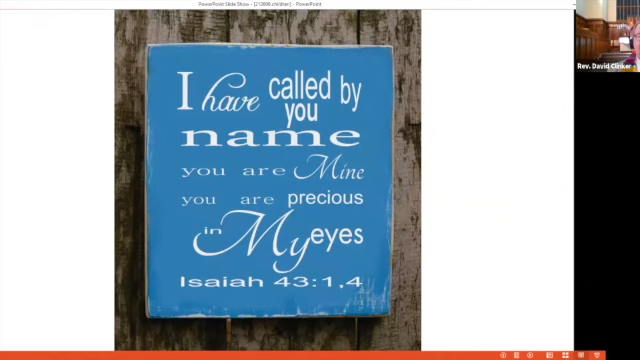 PowerPoint Slide Show - [210808.children] - PowerPoint
I have called by
you
name
you are Mine
you are precious
in My eyes
Isaiah 43:1,4
Rev. David Clinker